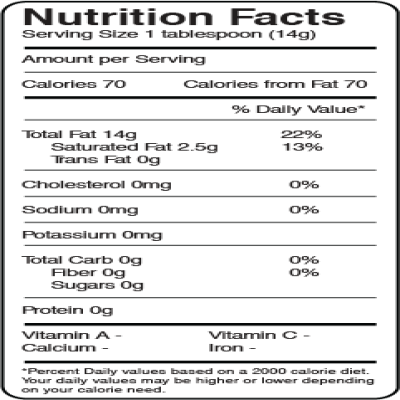 Nutrition Facts
Serving Size 1 tablespoon (14g)
Amount per Serving
Calories 70 Calories from Fat 70
% Daily Value*
Total Fat 14g 22%
Saturated Fat 2.5g 13%
Trans Fat 0g
Cholesterol 0mg 0%
Sodium 0mg 0%
Potassium 0mg
Total Carb 0g 0%
Fiber 0g 0%
Sugars 0g
Protein 0g
Vitamin A - Vitamin C -
Calcium - Iron -
*Percent Daily values based on a 2000 calorie diet.
Your daily values may be higher or lower depending
on your calorie need.